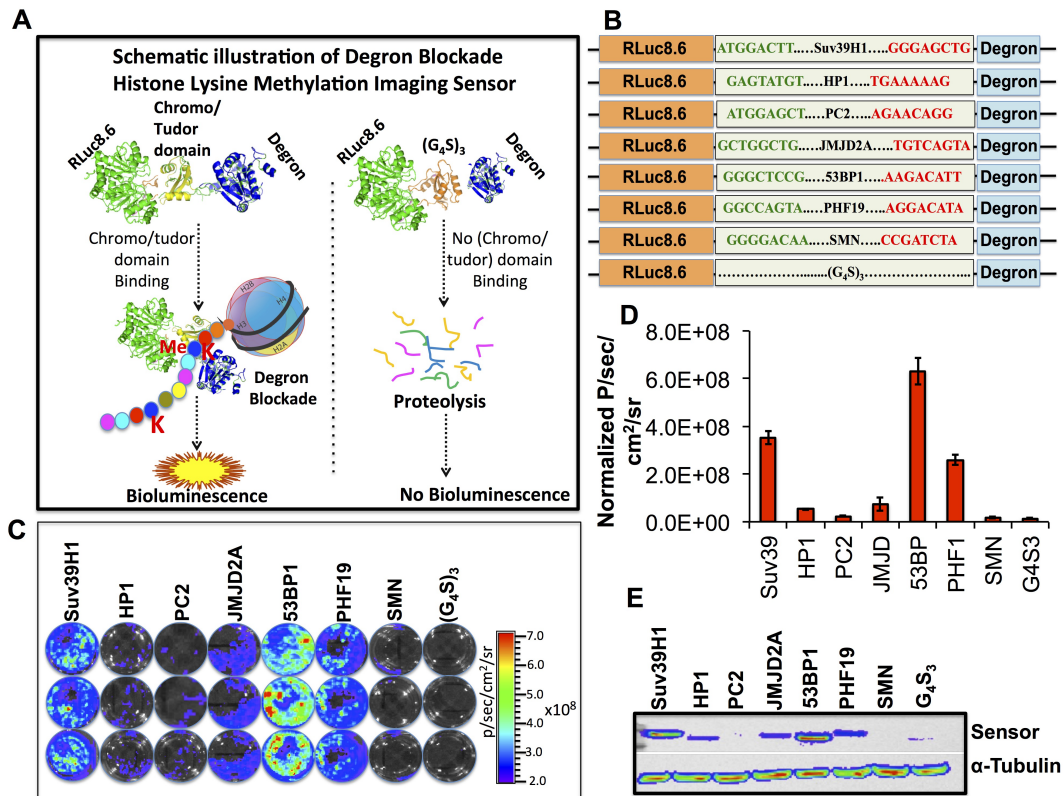 A
Schematic illustration of Degron Blockade
Histone Lysine Methylation Imaging Sensor
Chromo/
Tudor
domain
RLuc8.6
Degron
RLuc8.6
(G4S)3
Degron
Chromo/tudor
domain
Binding
No (Chromo/
tudor) domain
Binding
H2B
H4
H3
H2A
Me
K
K
Degron
Blockade
Proteolysis
Bioluminescence
No Bioluminescence
B
RLuc8.6 ATGGACTT.....Suv39H1.....GGGAGCTG Degron
RLuc8.6 GAGTATGT.....HP1.....TGAAAAAG Degron
RLuc8.6 ATGGAGCT.....PC2.....AGAACAGG Degron
RLuc8.6 GCTGGCTG.....JMJD2A.....TGTCAGTA Degron
RLuc8.6 GGGCTCCG.....53BP1.....AAGACATT Degron
RLuc8.6 GGCCAGTA.....PHF19.....AGGACATA Degron
RLuc8.6 GGGGACAA.....SMN.....CCGATCTA Degron
RLuc8.6 ........................(G4S)3........................ Degron
C
Suv39H1
HP1
PC2
JMJD2A
53BP1
PHF19
SMN
(G4S)3
7.0
6.0
5.0
4.0
3.0
2.0
x10^8
p/sec/cm2/sr
D
Normalized P/sec/
cm2/sr
8.0E+08
6.0E+08
4.0E+08
2.0E+08
0.0E+00
Suv39
HP1
PC2
JMJD
53BP
PHF1
SMN
G4S3
E
Suv39H1
HP1
PC2
JMJD2A
53BP1
PHF19
SMN
G4S3
Sensor
α-Tubulin